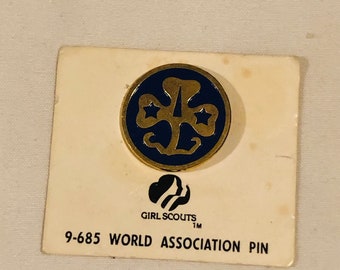 GIRL SCOUTS
TM
9-685 WORLD ASSOCIATION PIN